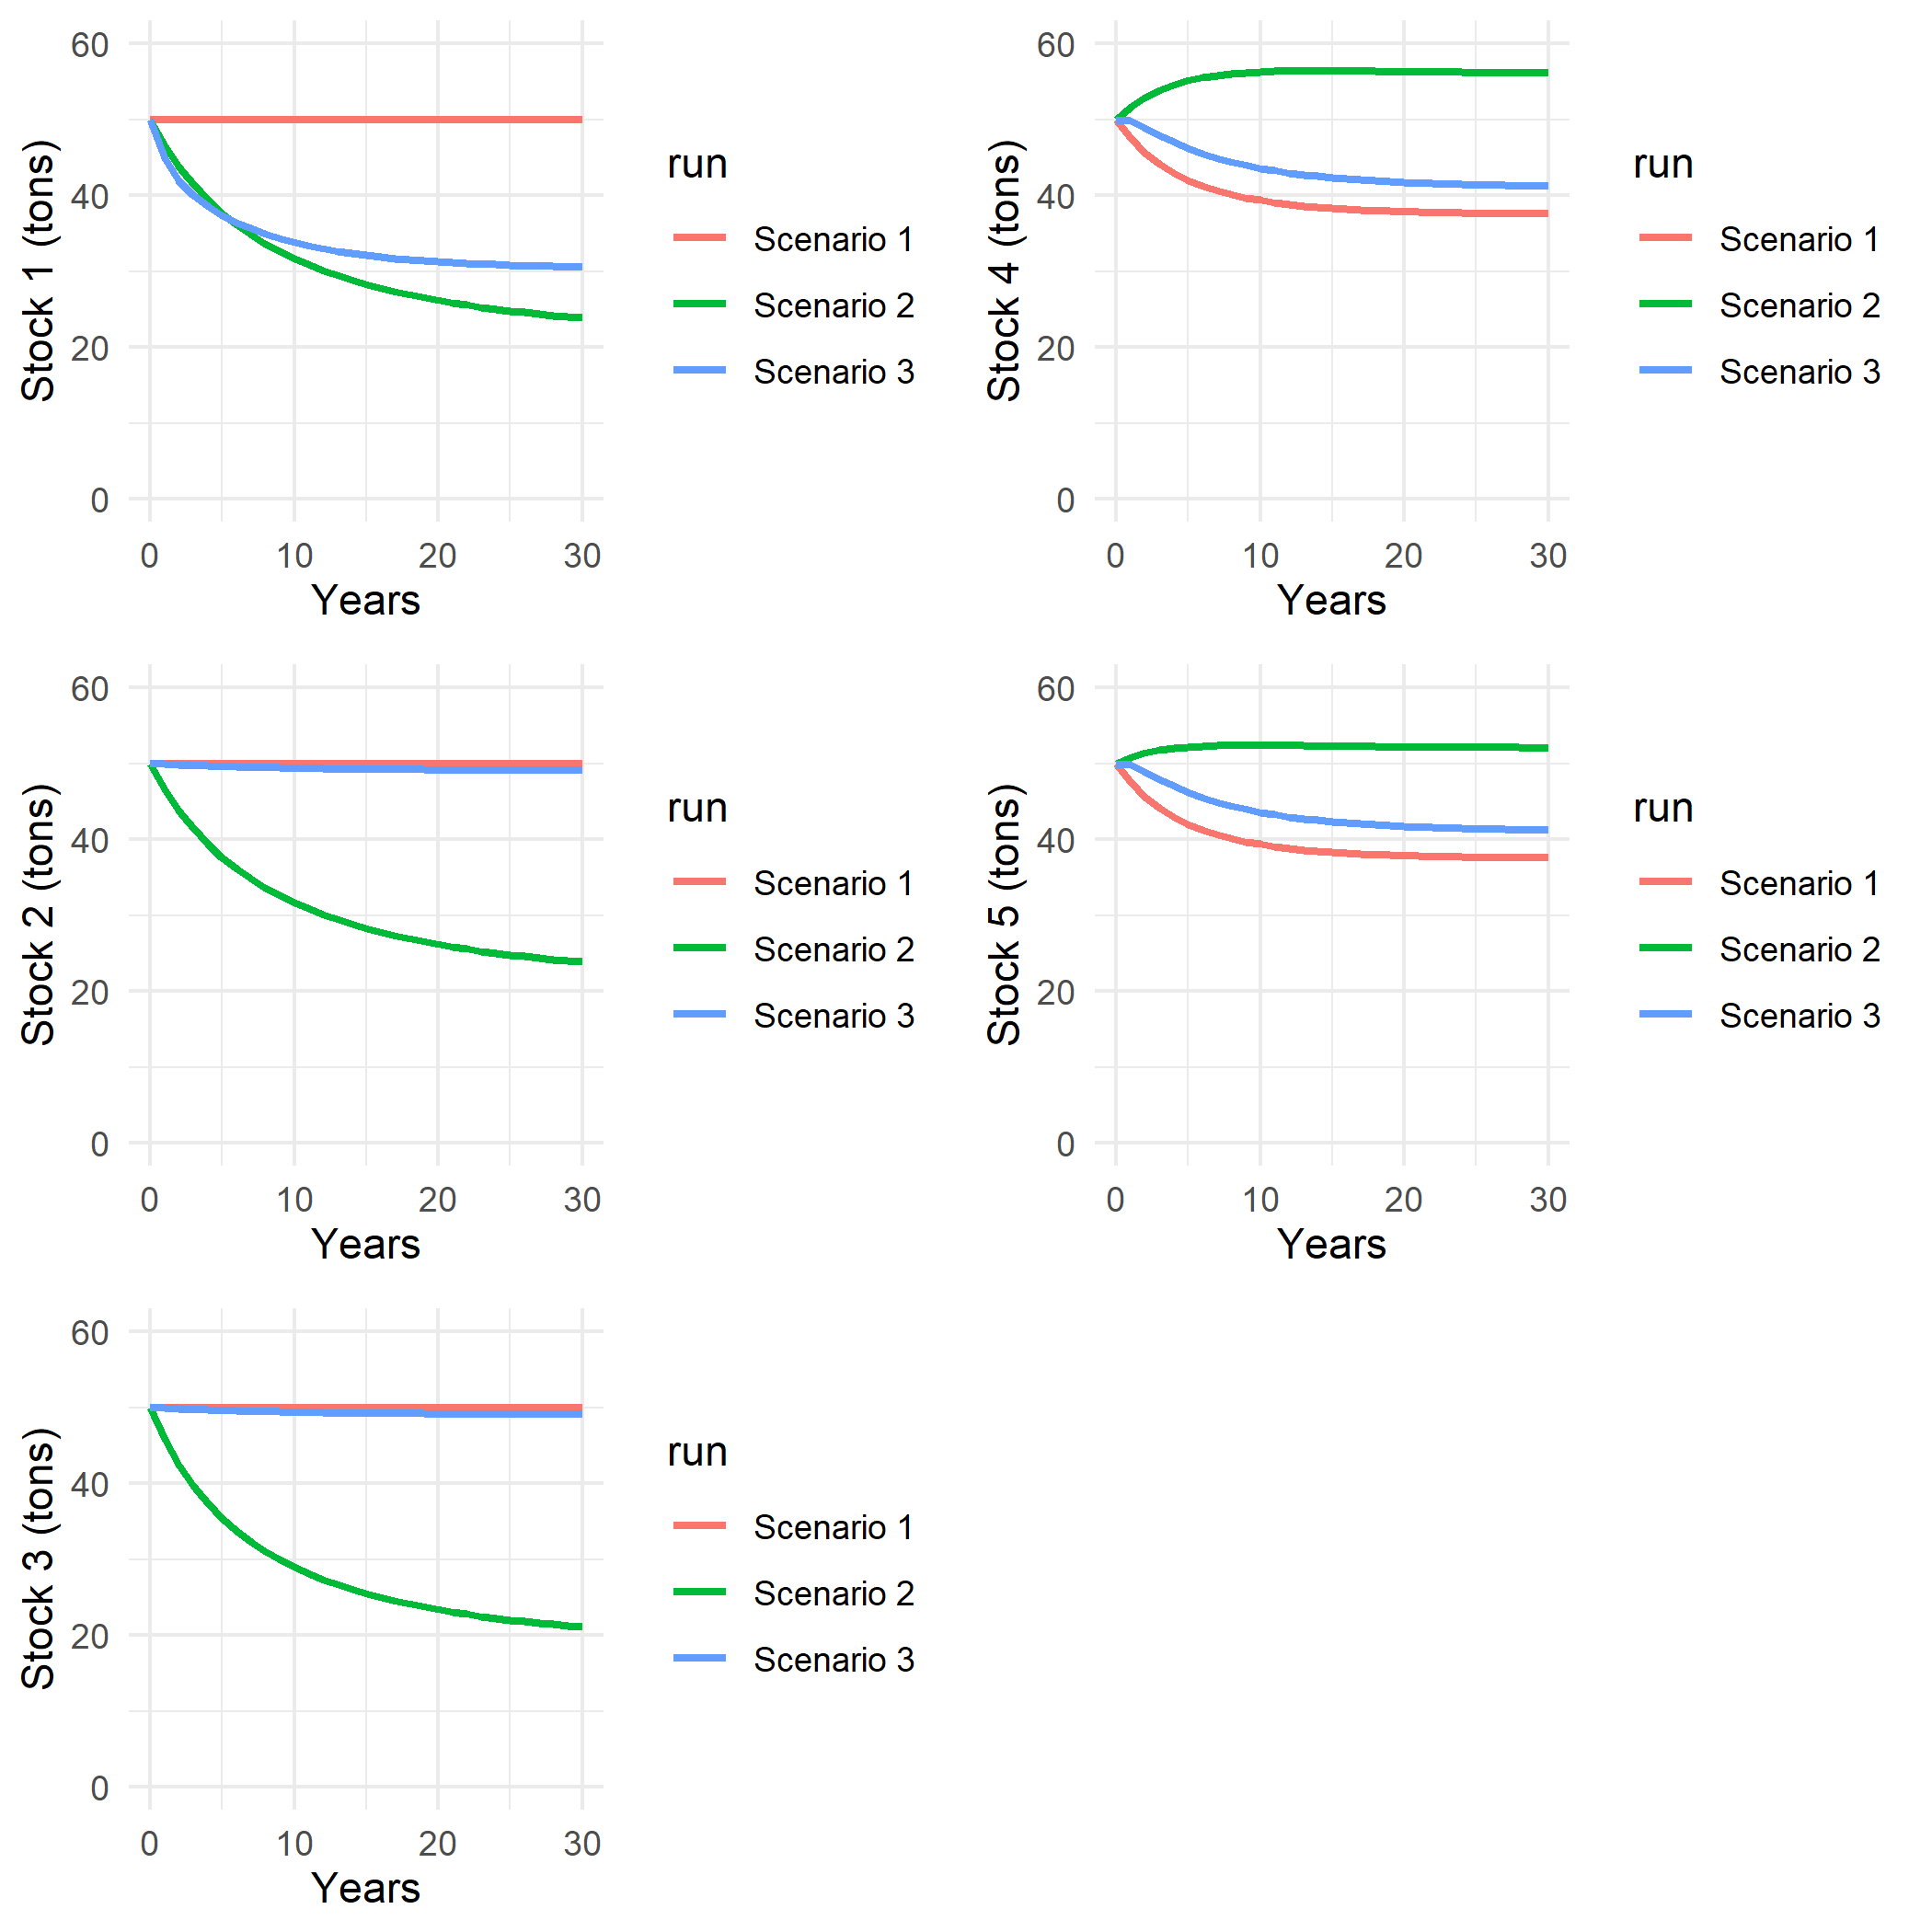 Stock 1 (tons)
60
40
20
0
0 10 20 30
Years
run
Scenario 1
Scenario 2
Scenario 3
Stock 4 (tons)
60
40
20
0
0 10 20 30
Years
run
Scenario 1
Scenario 2
Scenario 3
Stock 2 (tons)
60
40
20
0
0 10 20 30
Years
run
Scenario 1
Scenario 2
Scenario 3
Stock 5 (tons)
60
40
20
0
0 10 20 30
Years
run
Scenario 1
Scenario 2
Scenario 3
Stock 3 (tons)
60
40
20
0
0 10 20 30
Years
run
Scenario 1
Scenario 2
Scenario 3